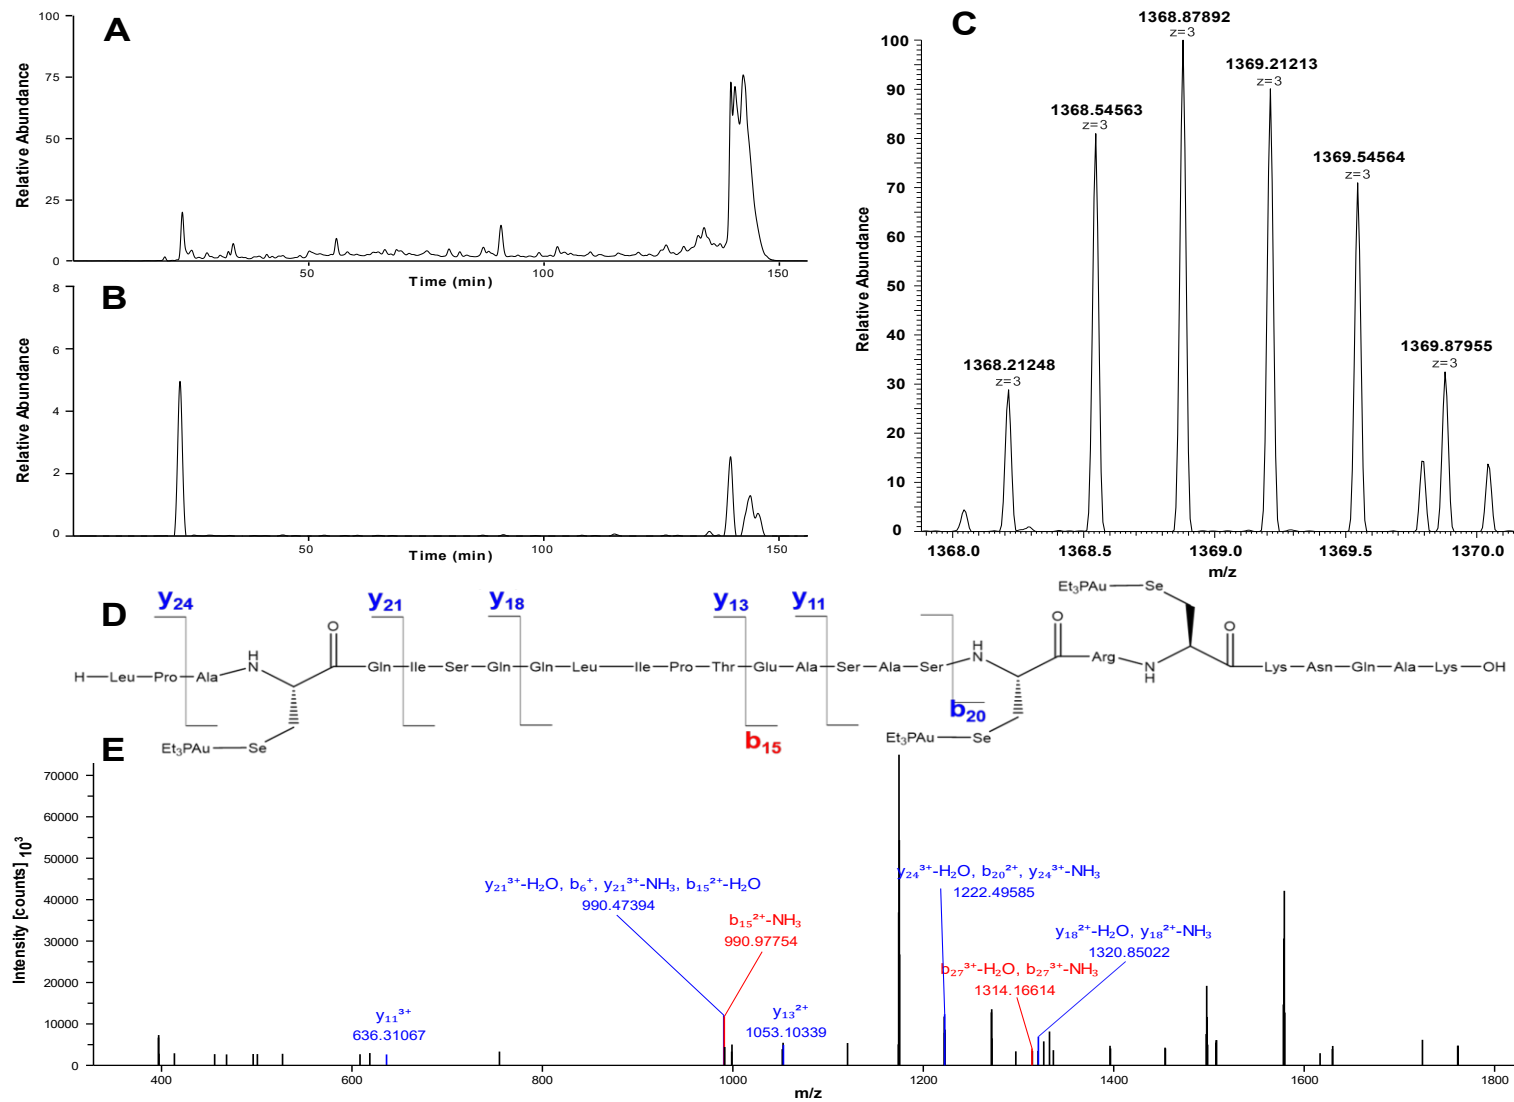 A
100
75
50
25
0
Relative Abundance
50
100
150
Time (min)
B
8
6
4
2
0
Relative Abundance
50
100
150
Time (min)
C
100
90
80
70
60
50
40
30
20
10
0
Relative Abundance
1368.21248
z=3
1368.54563
z=3
1368.87892
z=3
1369.21213
z=3
1369.54564
z=3
1369.87955
z=3
1368.0
1368.5
1369.0
1369.5
1370.0
m/z
D
y₂₄
y₂₁
y₁₈
y₁₃
y₁₁
Et₃PAu Se
O
O
O
H
N
H
N
H Leu Pro Ala Gln Ile Ser Gln Gln Leu Ile Pro Thr Glu Ala Ser Ala Ser Arg N Lys Asn Gln Ala Lys OH
H
b₂₀
b₁₅
Et₃PAu Se
Et₃PAu Se
E
70000
60000
50000
40000
30000
20000
10000
0
Intensity [counts] 10³
y₂₁³⁺-H₂O, b₆⁺, y₂₁³⁺-NH₃, b₁₅²⁺-H₂O
990.47394
b₁₅²⁺-NH₃
990.97754
y₂₄³⁺-H₂O, b₂₀²⁺, y₂₄³⁺-NH₃
1222.49585
y₁₈²⁺-H₂O, y₁₈²⁺-NH₃
1320.85022
b₂₇³⁺-H₂O, b₂₇³⁺-NH₃
1314.16614
y₁₁³⁺
636.31067
y₁₃²⁺
1053.10339
400
600
800
1000
1200
1400
1600
1800
m/z